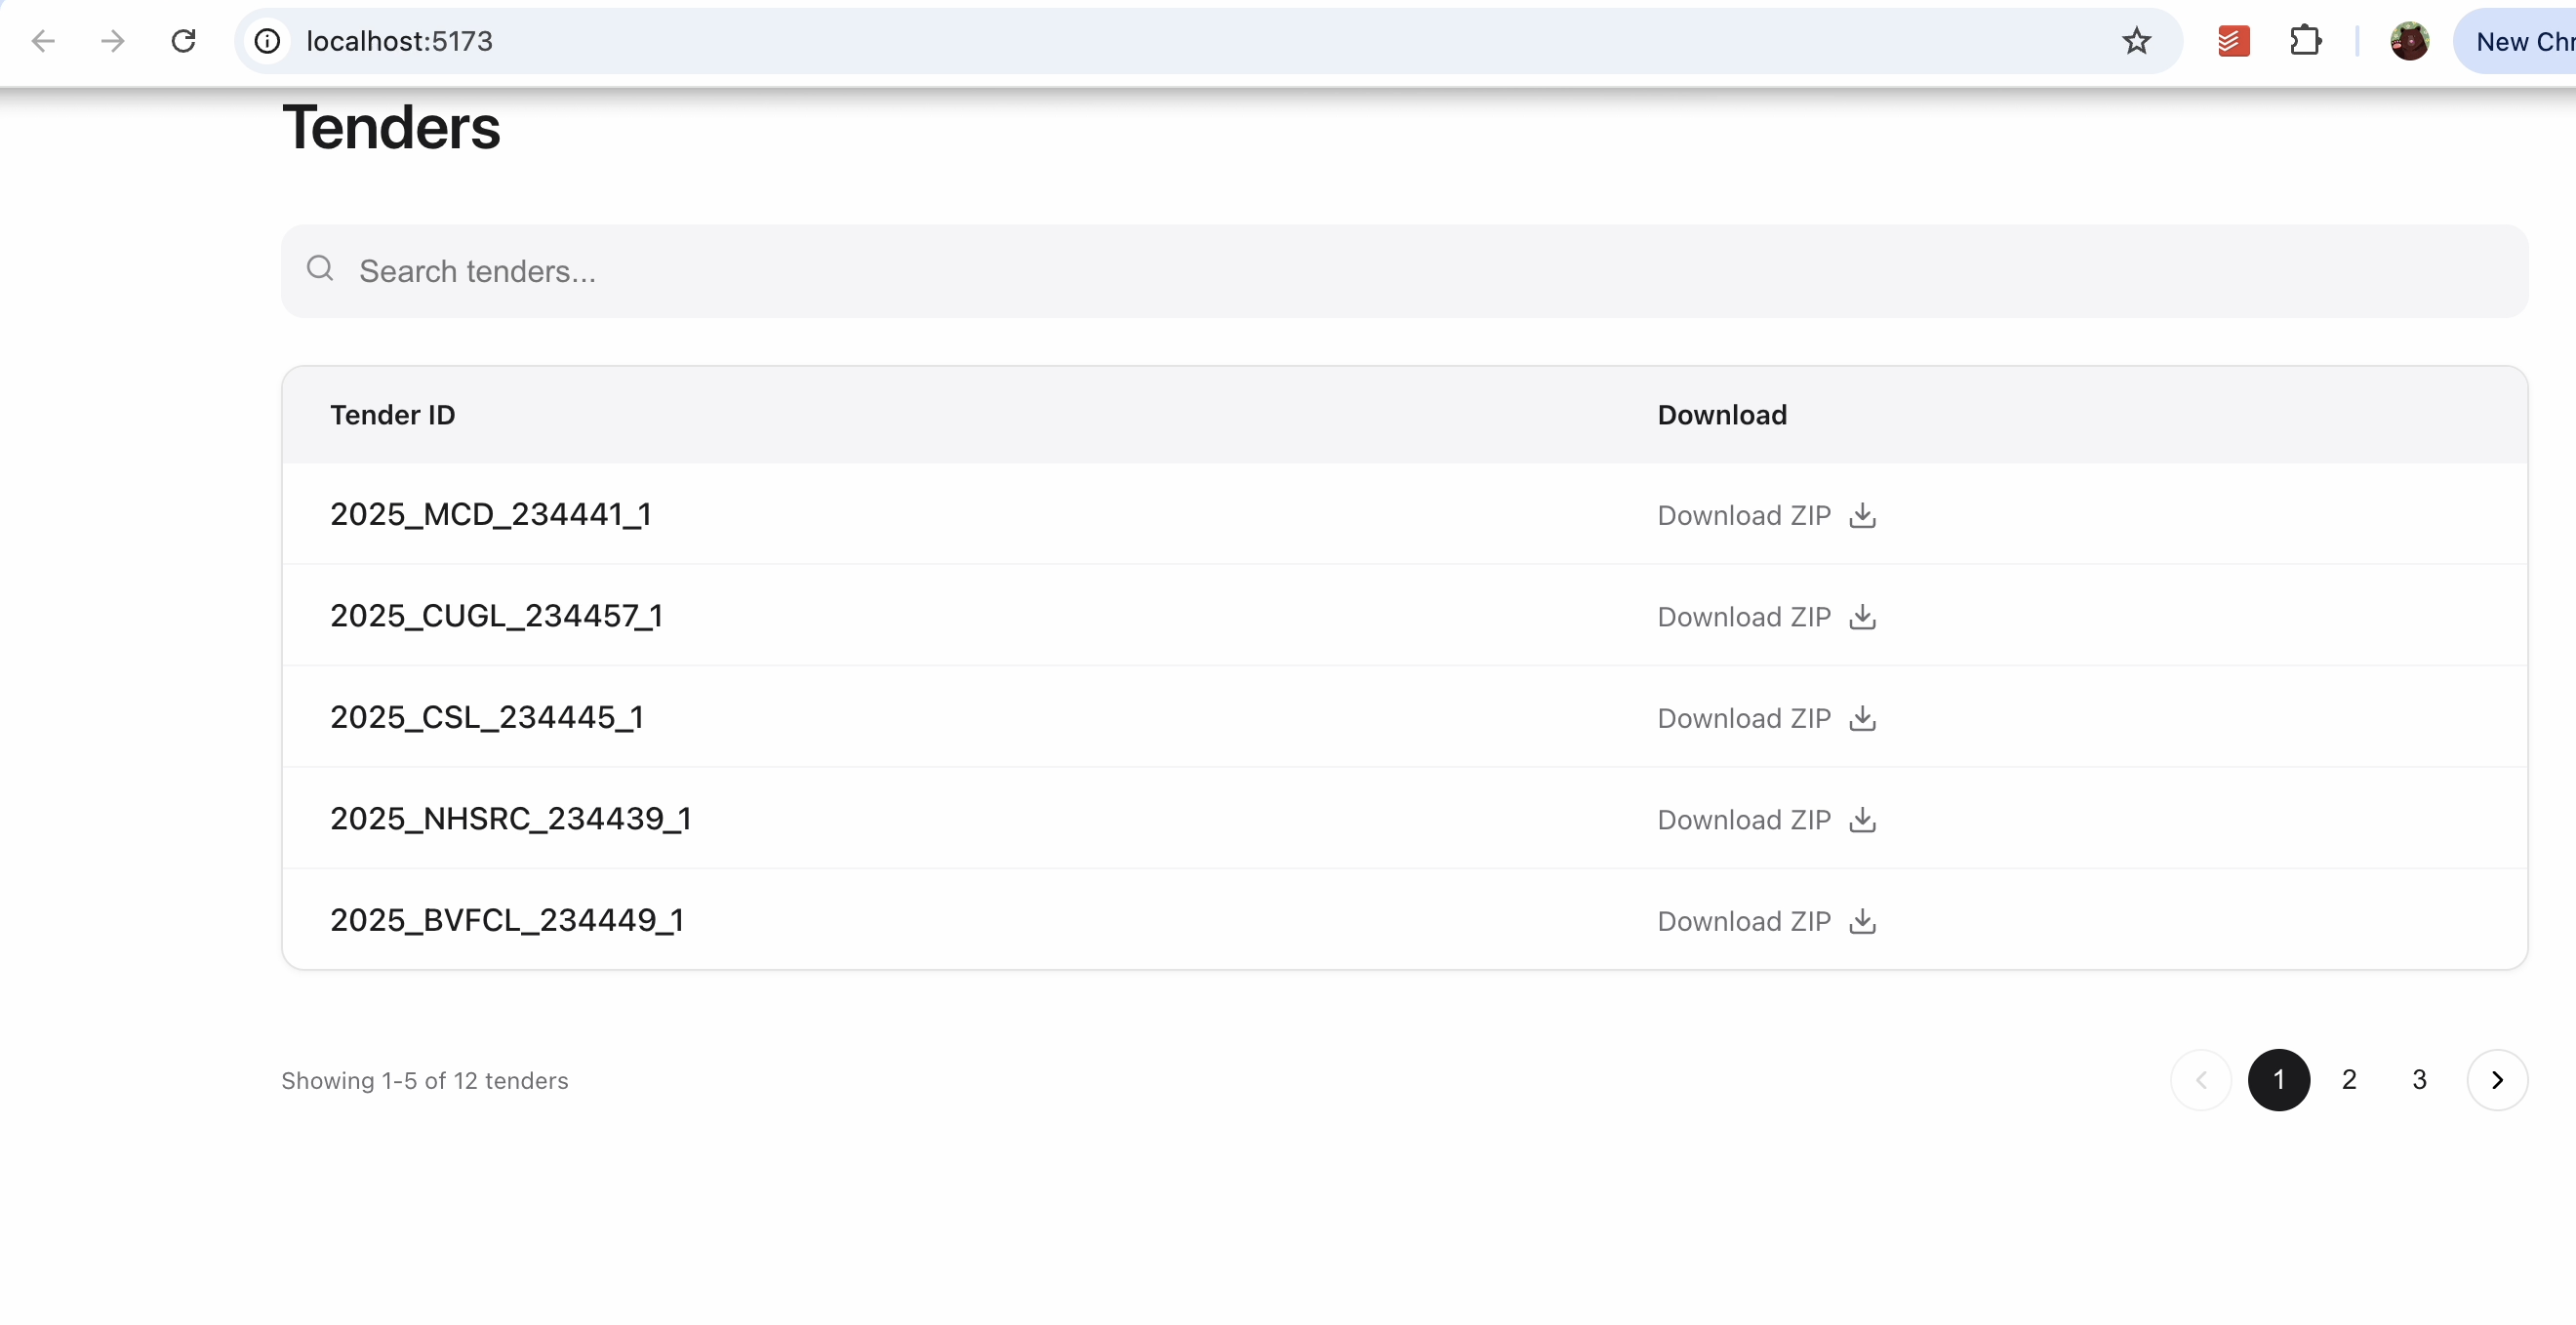 localhost:5173
New Chr
Tenders
Search tenders...
Tender ID Download
2025_MCD_234441_1 Download ZIP
2025_CUGL_234457_1 Download ZIP
2025_CSL_234445_1 Download ZIP
2025_NHSRC_234439_1 Download ZIP
2025_BVFCL_234449_1 Download ZIP
Showing 1-5 of 12 tenders
1 2 3